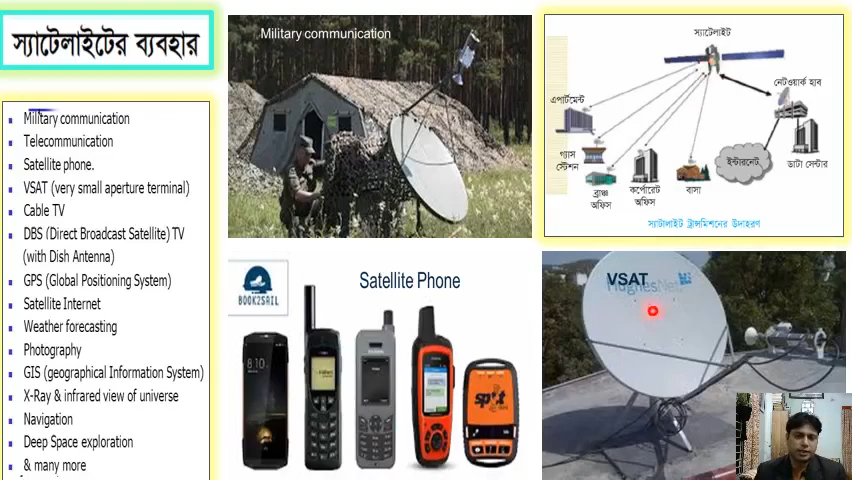 স্যাটেলাইটের ব্যবহার
Military communication
Telecommunication
Satellite phone.
VSAT (very small aperture terminal)
Cable TV
DBS (Direct Broadcast Satellite) TV
(with Dish Antenna)
GPS (Global Positioning System)
Satellite Internet
Weather forecasting
Photography
GIS (geographical Information System)
X-Ray & infrared view of universe
Navigation
Deep Space exploration
& many more
Military communication
স্যাটেলাইট
নেটওয়ার্ক হাব
এপার্টমেন্ট
গ্যাস
স্টেশন
ব্রাঞ্চ
অফিস
কর্পোরেট
অফিস
বাসা
ইন্টারনেট
ডাটা সেন্টার
স্যাটালাইট ট্রান্সমিশনের উদাহরণ
BOOK2SAIL
Satellite Phone
8:10
spot
VSAT
HughesNet